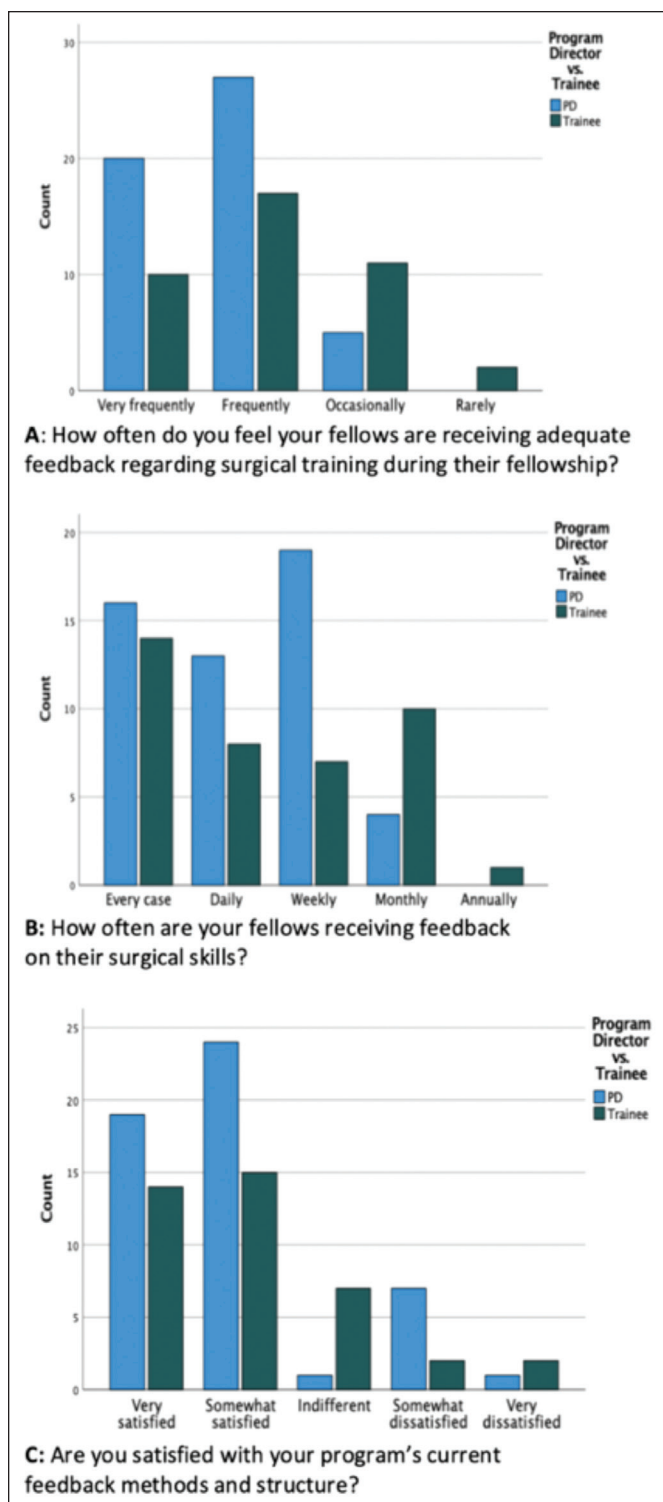 Program
Director
vs.
Trainee
PD
Trainee
30
20
10
0
Count
Very frequently Frequently Occasionally Rarely
A: How often do you feel your fellows are receiving adequate
feedback regarding surgical training during their fellowship?
Program
Director
vs.
Trainee
PD
Trainee
20
15
10
5
0
Count
Every case Daily Weekly Monthly Annually
B: How often are your fellows receiving feedback
on their surgical skills?
Program
Director
vs.
Trainee
PD
Trainee
25
20
15
10
5
0
Count
Very Somewhat Indifferent Somewhat Very
satisfied satisfied dissatisfied dissatisfied
C: Are you satisfied with your program's current
feedback methods and structure?